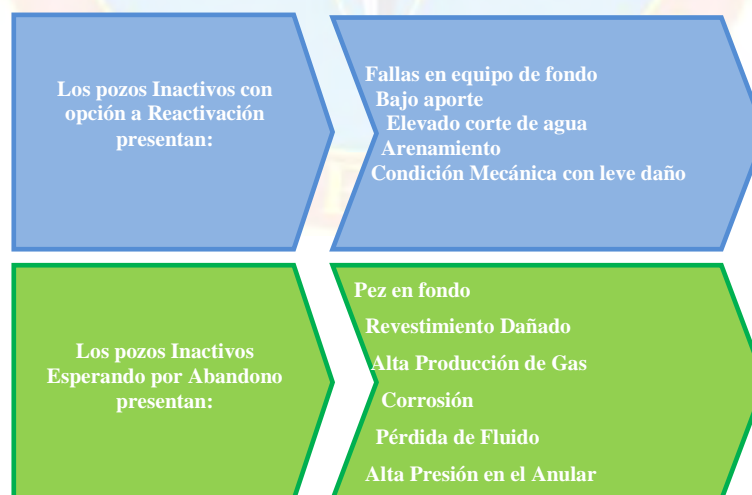 Los pozos Inactivos con
opción a Reactivación
presentan:
Fallas en equipo de fondo
Bajo aporte
Elevado corte de agua
Arenamiento
Condición Mecánica con leve daño
Los pozos Inactivos
Esperando por Abandono
presentan:
Pez en fondo
Revestimiento Dañado
Alta Producción de Gas
Corrosión
Pérdida de Fluido
Alta Presión en el Anular